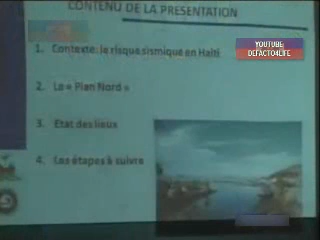 CONTENU DE LA PRESENTATION
1. Contexte: le risque sismique en Haïti
YOUTUBE
DEFACTO4LIFE
2. Le « Plan Nord »
3. Etat des lieux
4. Les étapes à suivre